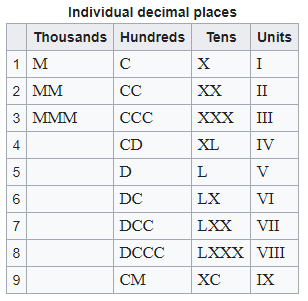 Individual decimal places
Thousands Hundreds Tens Units
1 M C X I
2 MM CC XX II
3 MMM CCC XXX III
4 CD XL IV
5 D L V
6 DC LX VI
7 DCC LXX VII
8 DCCC LXXX VIII
9 CM XC IX